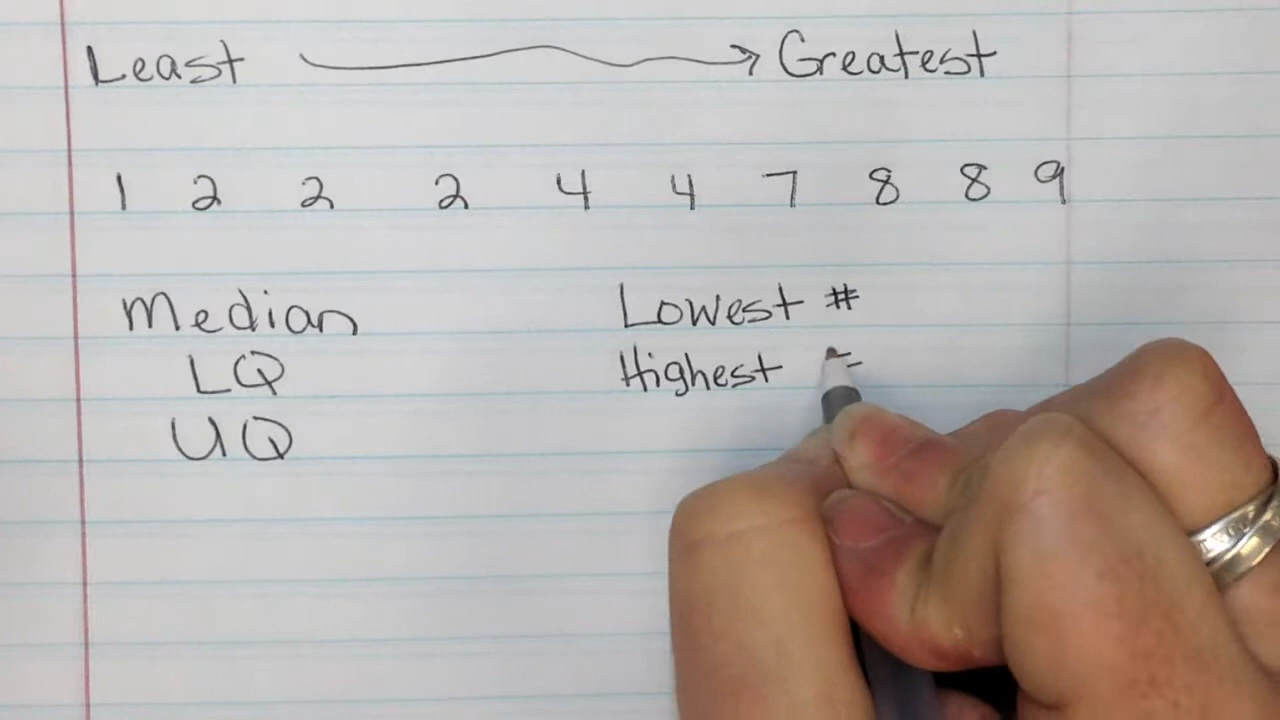 Least → Greatest
1 2 2 2 4 4 7 8 8 9
Median Lowest #
LQ Highest
UQ